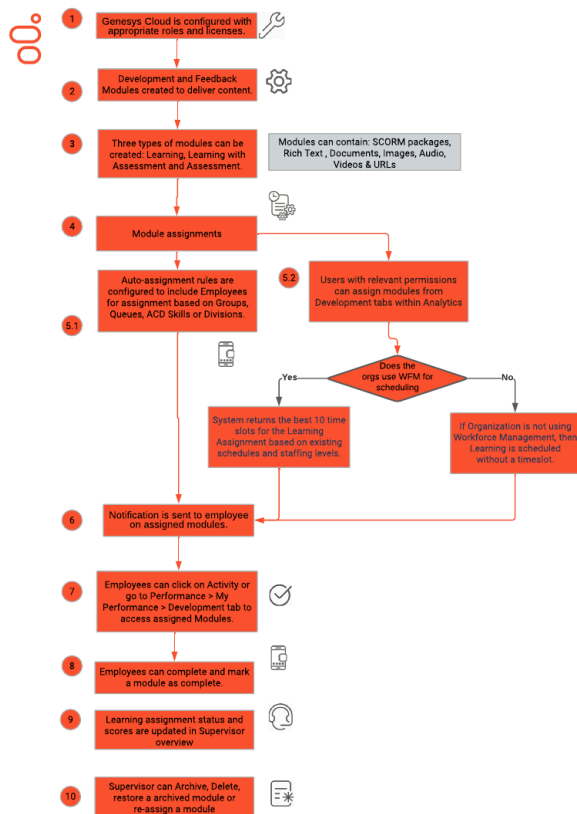 1
Genesys Cloud is configured with
appropriate roles and licenses.
2
Development and Feedback
Modules created to deliver content.
3
Three types of modules can be
created: Learning, Learning with
Assessment and Assessment.
Modules can contain: SCORM packages,
Rich Text , Documents, Images, Audio,
Videos & URLs
4
Module assignments
5.1
Auto-assignment rules are
configured to include Employees
for assignment based on Groups,
Queues, ACD Skills or Divisions.
5.2
Users with relevant permissions
can assign modules from
Development tabs within Analytics
Does the
orgs use WFM for
scheduling
Yes
No
System returns the best 10 time
slots for the Learning
Assignment based on existing
schedules and staffing levels.
If Organization is not using
Workforce Management, then
Learning is scheduled
without a timeslot.
6
Notification is sent to employee
on assigned modules.
7
Employees can click on Activity or
go to Performance > My
Performance > Development tab to
access assigned Modules.
8
Employees can complete and mark
a module as complete.
9
Learning assignment status and
scores are updated in Supervisor
overview
10
Supervisor can Archive, Delete,
restore a archived module or
re-assign a module